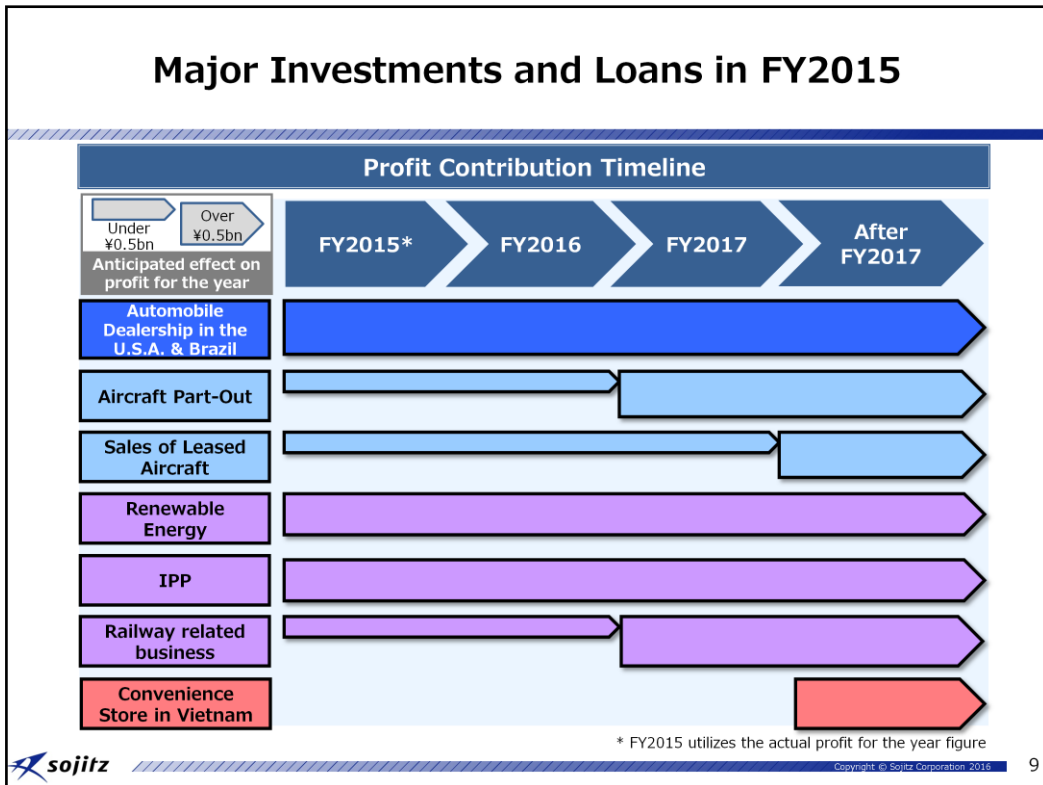 Major Investments and Loans in FY2015
Profit Contribution Timeline
Under
¥0.5bn
Over
¥0.5bn
Anticipated effect on
profit for the year
FY2015*
FY2016
FY2017
After
FY2017
Automobile
Dealership in the
U.S.A. & Brazil
Aircraft Part-Out
Sales of Leased
Aircraft
Renewable
Energy
IPP
Railway related
business
Convenience
Store in Vietnam
* FY2015 utilizes the actual profit for the year figure
sojitz
Copyright © Sojitz Corporation 2016
9